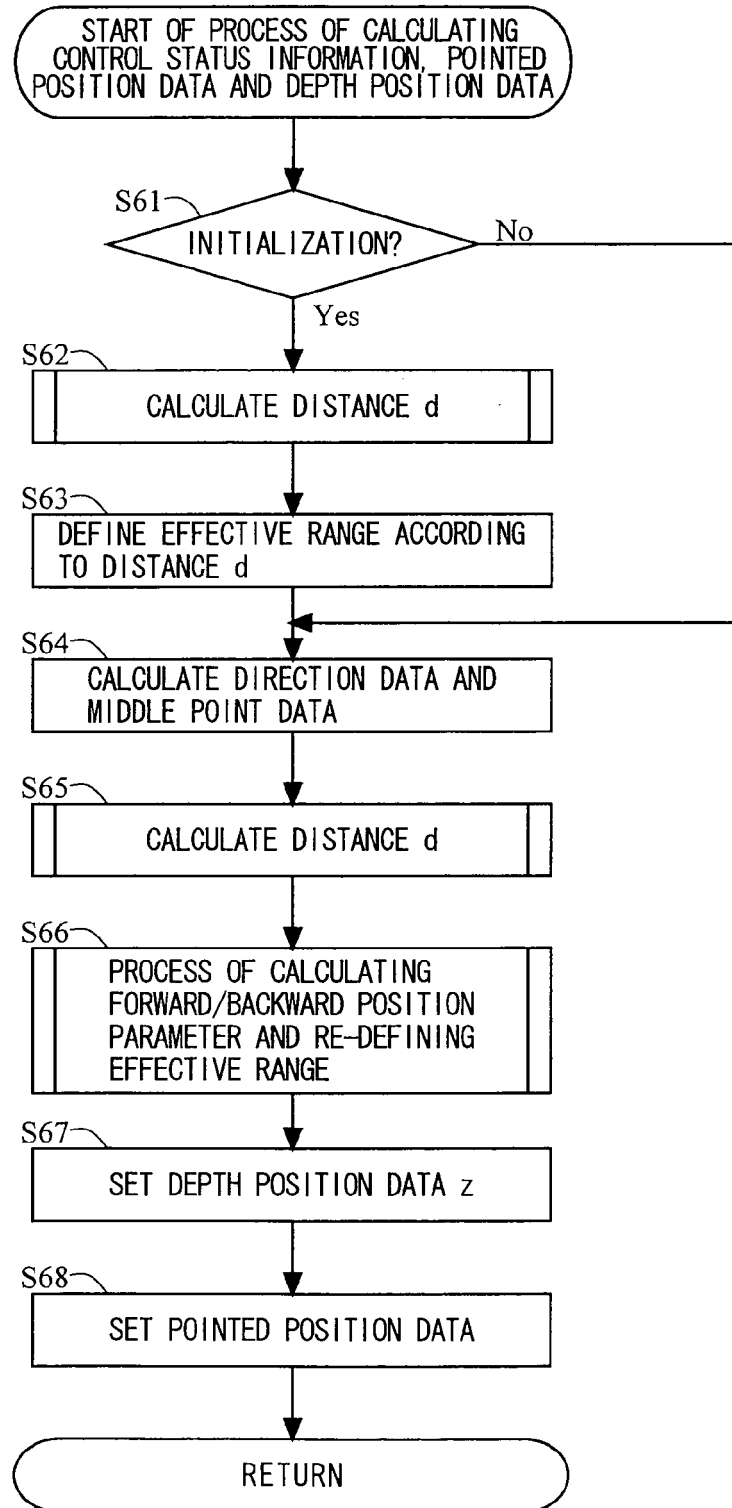 START OF PROCESS OF CALCULATING
CONTROL STATUS INFORMATION, POINTED
POSITION DATA AND DEPTH POSITION DATA
S61
INITIALIZATION?
No
Yes
S62
CALCULATE DISTANCE d
S63
DEFINE EFFECTIVE RANGE ACCORDING
TO DISTANCE d
S64
CALCULATE DIRECTION DATA AND
MIDDLE POINT DATA
S65
CALCULATE DISTANCE d
S66
PROCESS OF CALCULATING
FORWARD/BACKWARD POSITION
PARAMETER AND RE-DEFINING
EFFECTIVE RANGE
S67
SET DEPTH POSITION DATA z
S68
SET POINTED POSITION DATA
RETURN